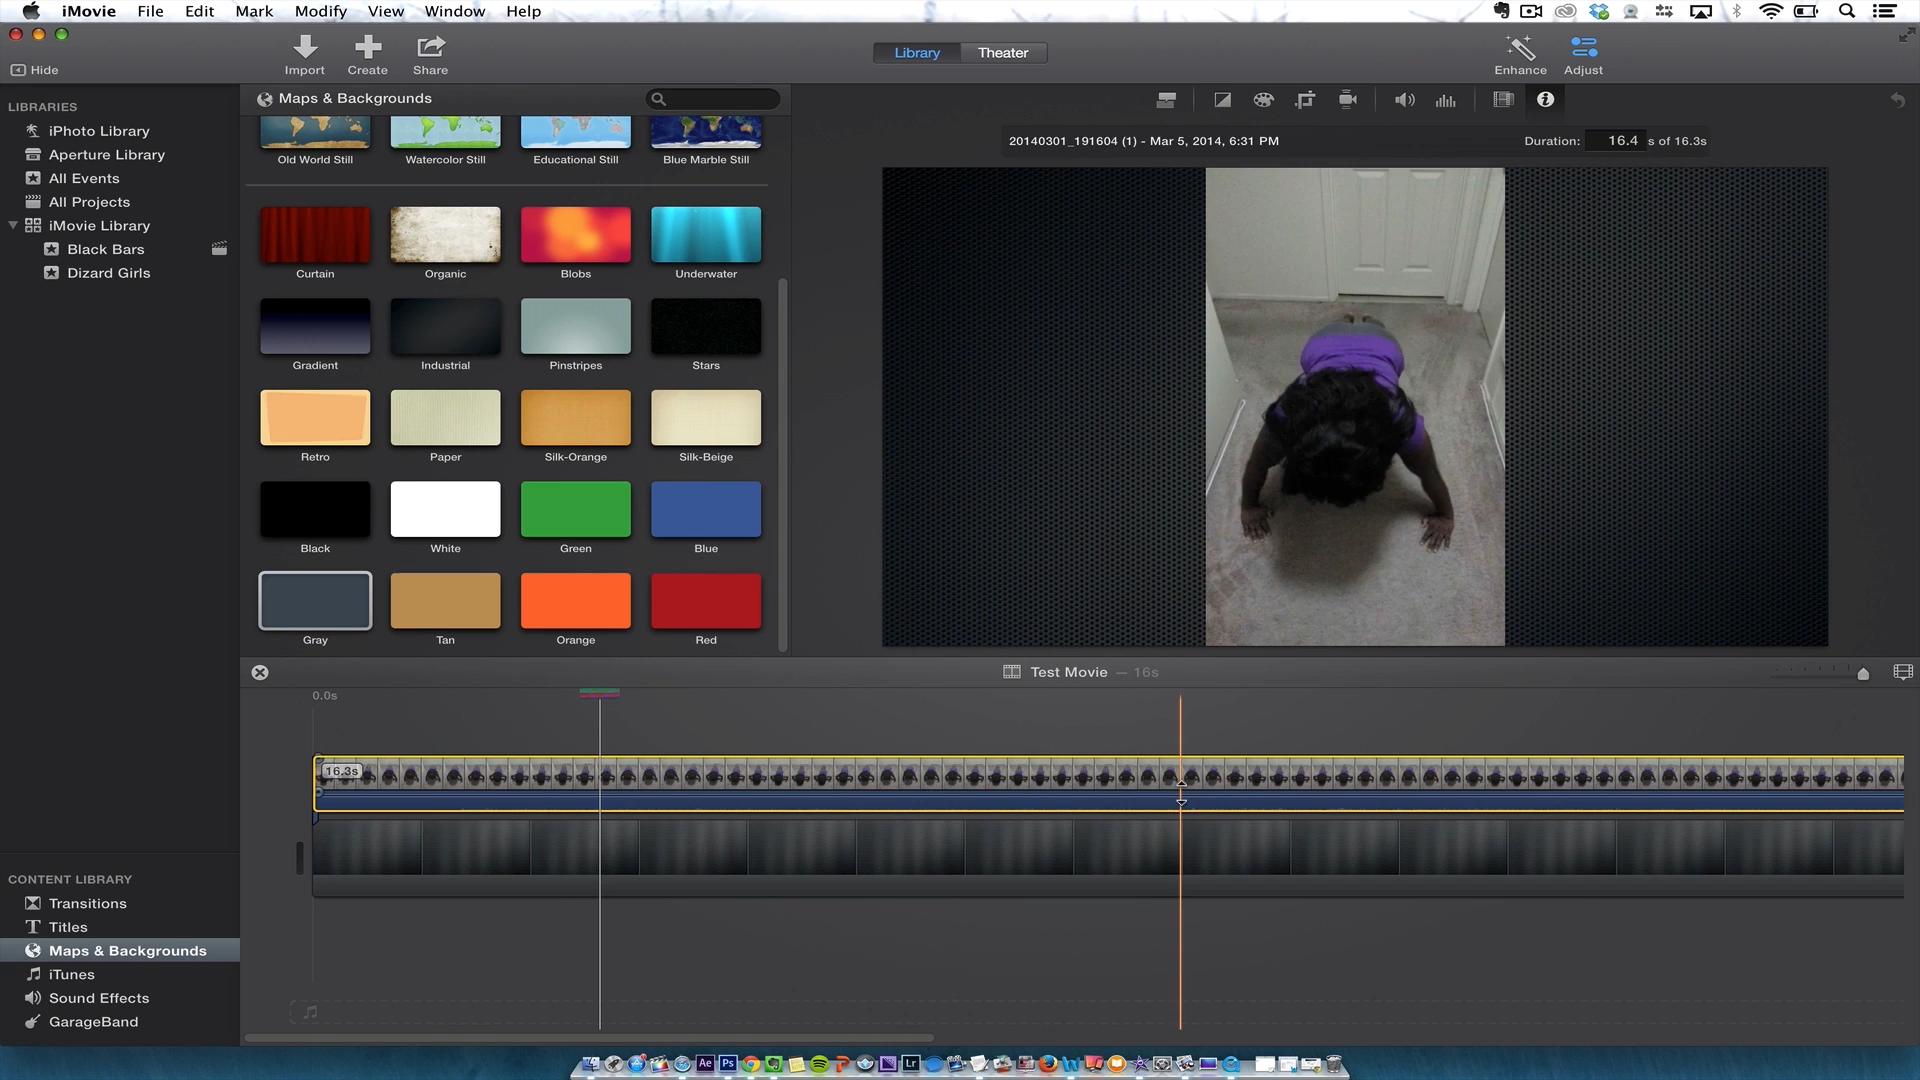 iMovie File Edit Mark Modify View Window Help
Hide Import Create Share Library Theater Enhance Adjust
LIBRARIES
iPhoto Library
Aperture Library
All Events
All Projects
iMovie Library
Black Bars
Dizard Girls
Maps & Backgrounds
Old World Still Watercolor Still Educational Still Blue Marble Still
Curtain Organic Blobs Underwater
Gradient Industrial Pinstripes Stars
Retro Paper Silk-Orange Silk-Beige
Black White Green Blue
Gray Tan Orange Red
20140301_191604 (1) - Mar 5, 2014, 6:31 PM Duration: 16.4 s of 16.3s
Test Movie — 16s
0.0s
16.3s
CONTENT LIBRARY
Transitions
Titles
Maps & Backgrounds
iTunes
Sound Effects
GarageBand
Ae Ps Lr